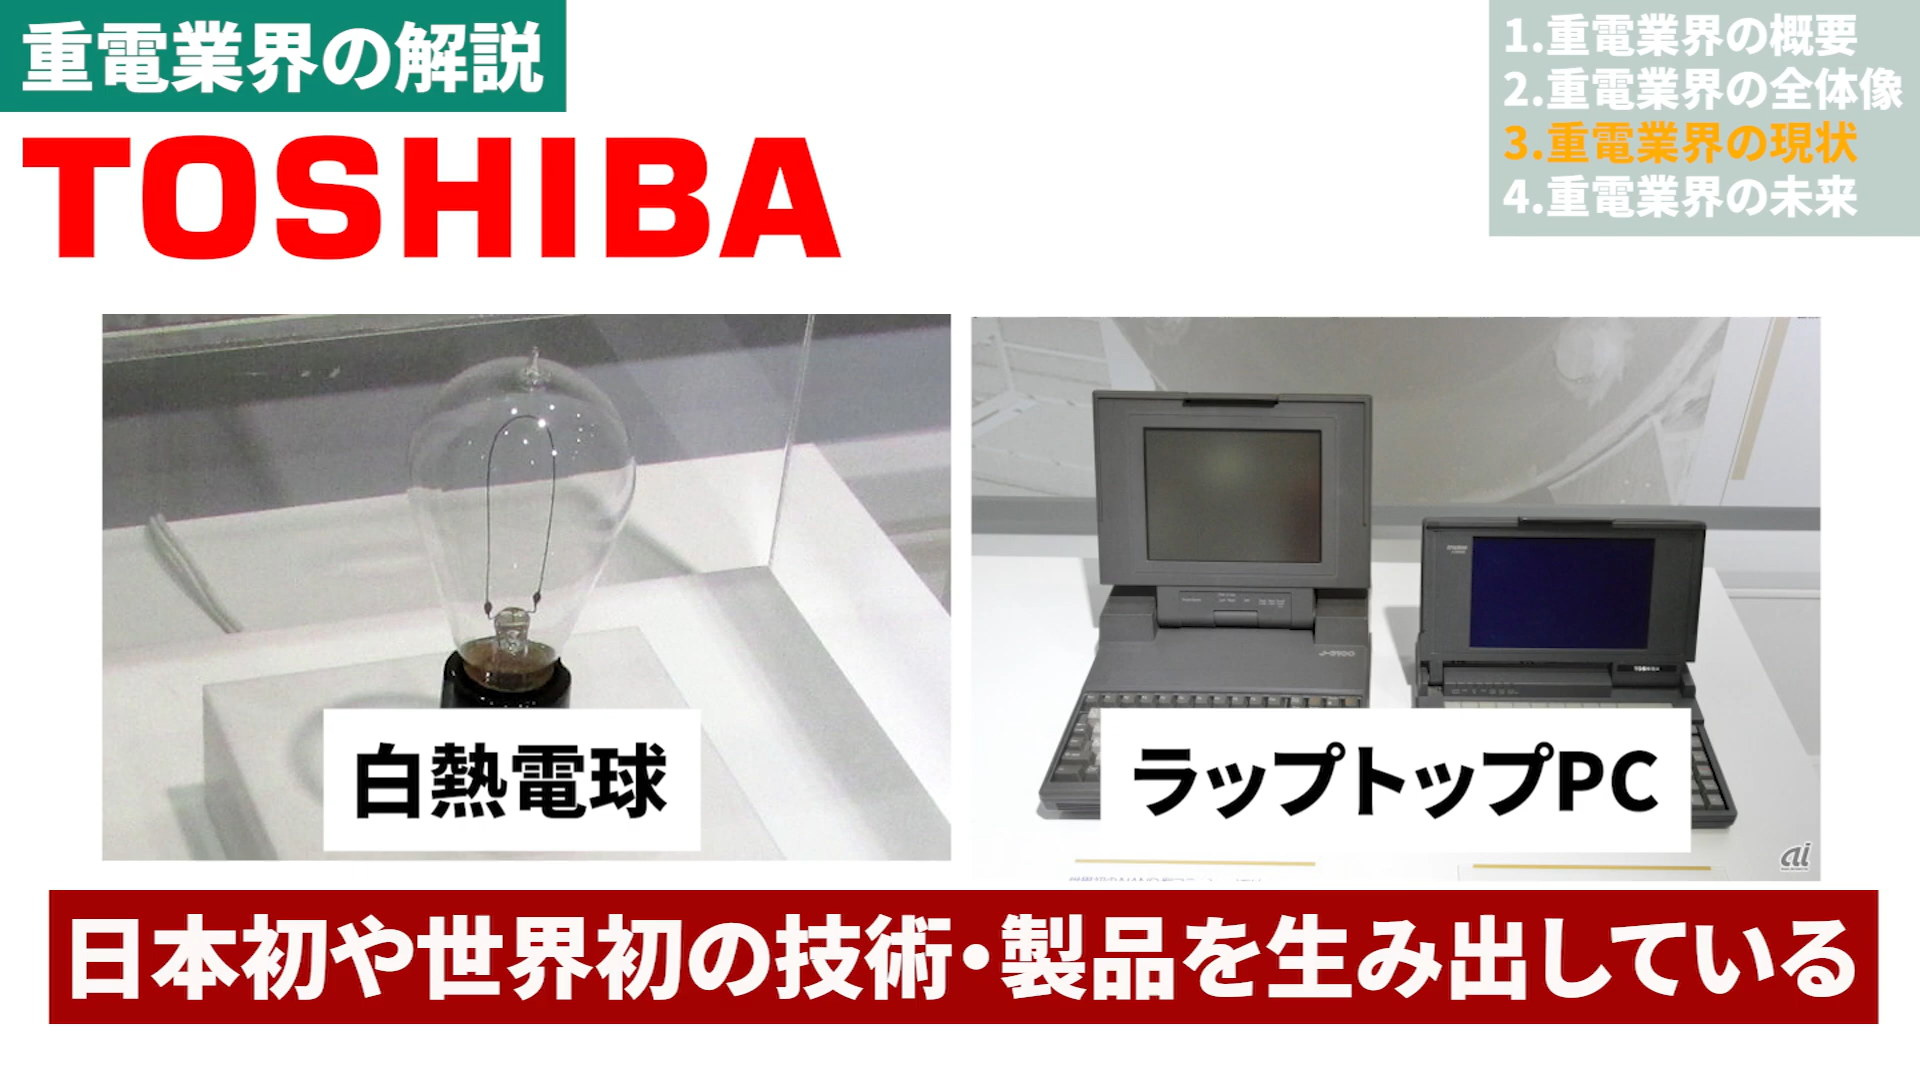 重電業界の解説
1.重電業界の概要
2.重電業界の全体像
3.重電業界の現状
4.重電業界の未来
TOSHIBA
J-3100
TOSHIBA
白熱電球
ラップトップPC
ai
日本初や世界初の技術・製品を生み出している